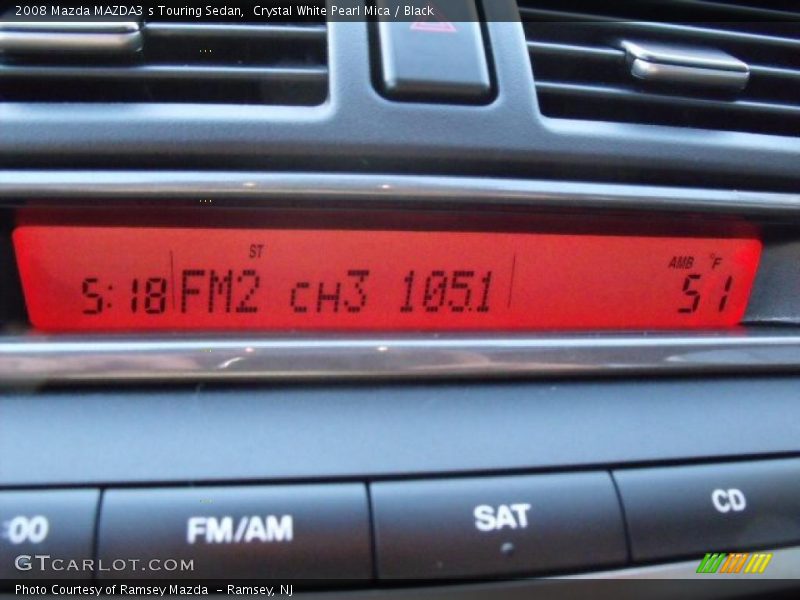 2008 Mazda MAZDA3 s Touring Sedan, Crystal White Pearl Mica / Black
ST
AMB °F
5:18 FM2 CH3 105.1 51
:00 FM/AM SAT CD
GTCARLOT.COM
Photo Courtesy of Ramsey Mazda - Ramsey, NJ